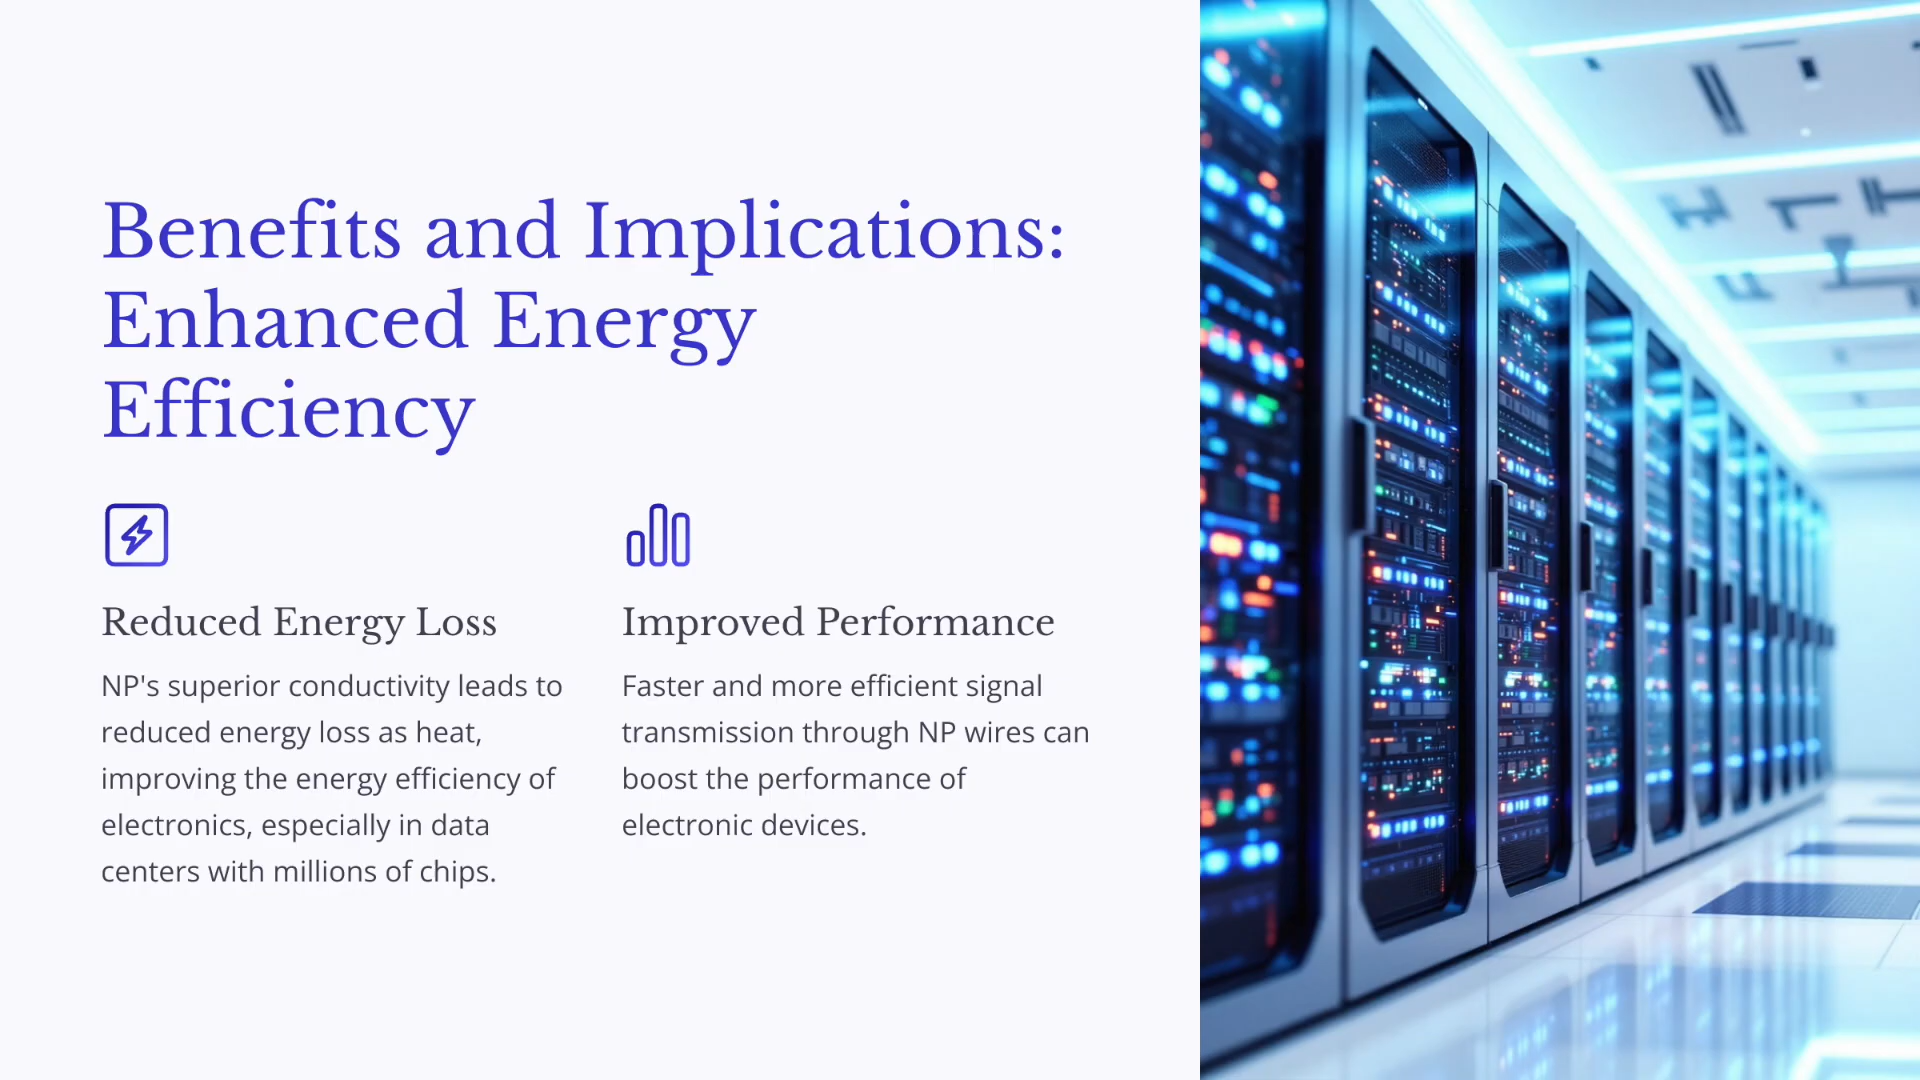 Benefits and Implications:
Enhanced Energy
Efficiency
Reduced Energy Loss
NP's superior conductivity leads to
reduced energy loss as heat,
improving the energy efficiency of
electronics, especially in data
centers with millions of chips.
Improved Performance
Faster and more efficient signal
transmission through NP wires can
boost the performance of
electronic devices.